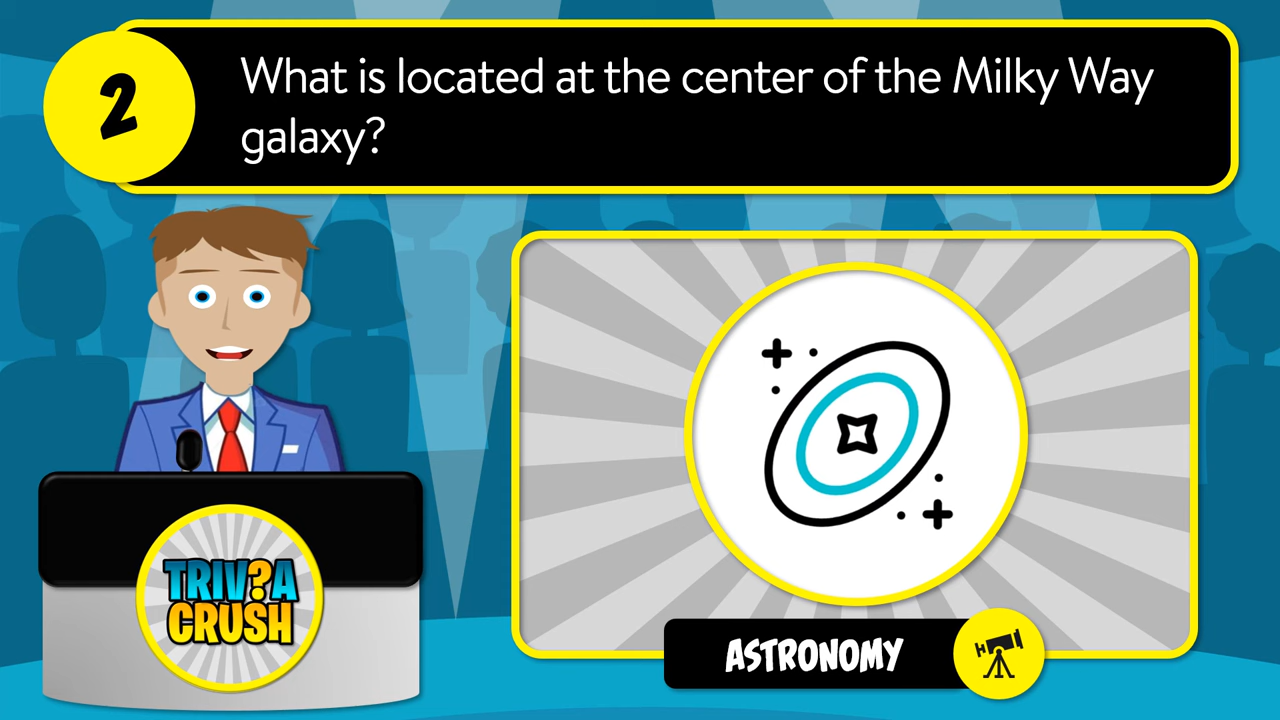 2
What is located at the center of the Milky Way
galaxy?
TRIV?A
CRUSH
ASTRONOMY